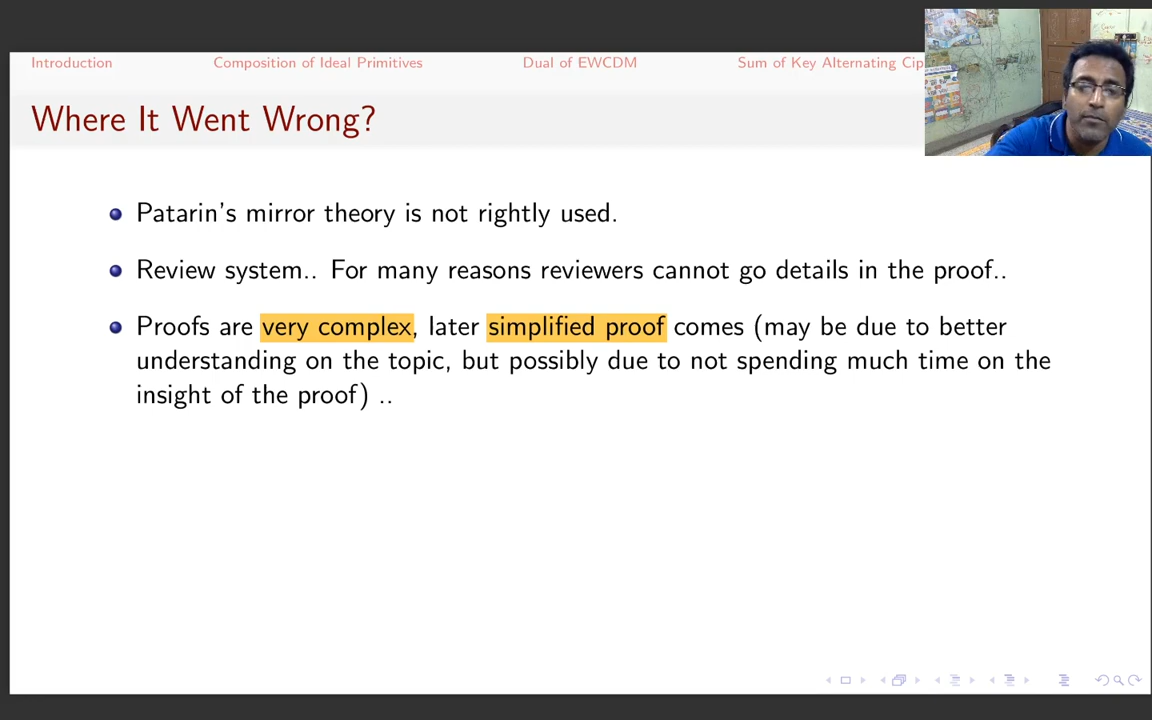 Introduction Composition of Ideal Primitives Dual of EWCDM Sum of Key Alternating Cip
Where It Went Wrong?
Patarin's mirror theory is not rightly used.
Review system.. For many reasons reviewers cannot go details in the proof..
Proofs are very complex, later simplified proof comes (may be due to better
understanding on the topic, but possibly due to not spending much time on the
insight of the proof) ..